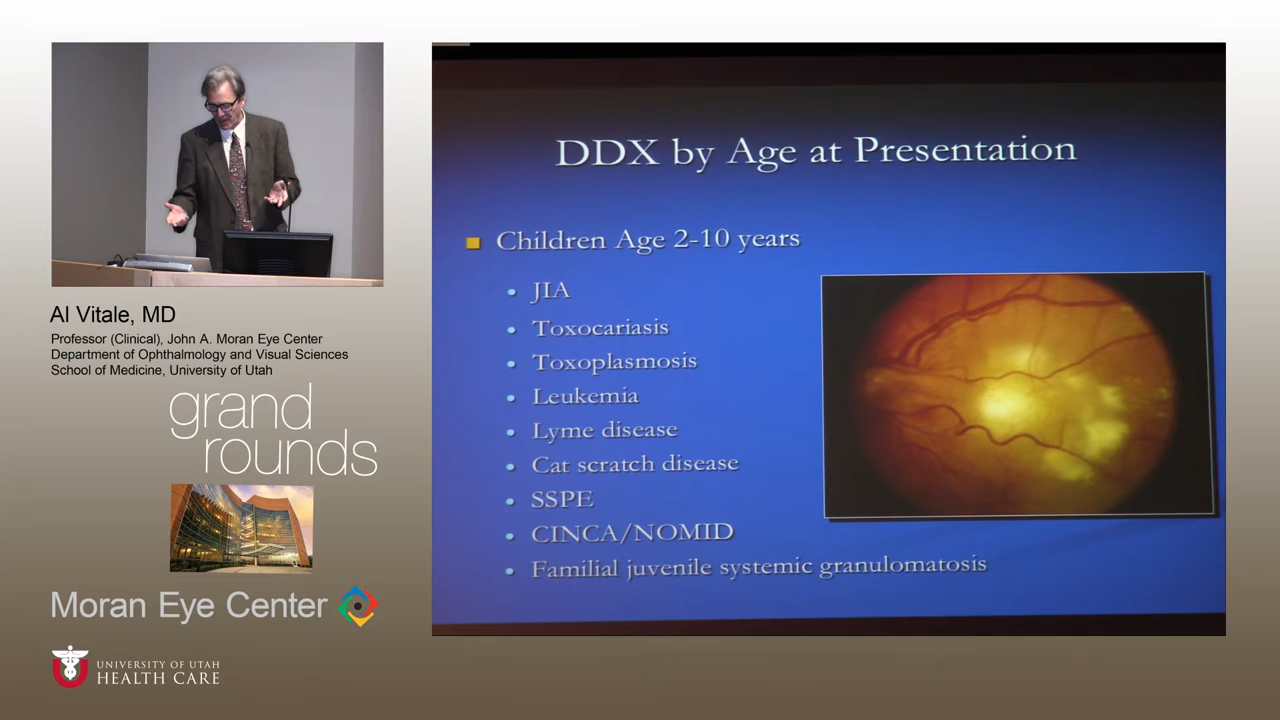 Al Vitale, MD
Professor (Clinical), John A. Moran Eye Center
Department of Ophthalmology and Visual Sciences
School of Medicine, University of Utah
grand
rounds
Moran Eye Center
UNIVERSITY OF UTAH
HEALTH CARE
DDX by Age at Presentation
Children Age 2-10 years
JIA
Toxocariasis
Toxoplasmosis
Leukemia
Lyme disease
Cat scratch disease
SSPE
CINCA/NOMID
Familial juvenile systemic granulomatosis